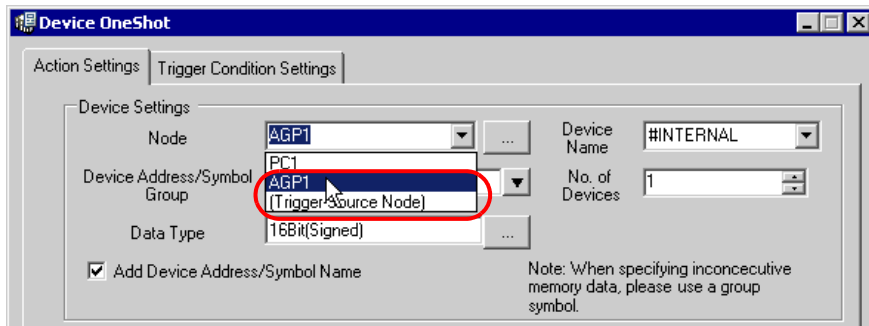 Device OneShot
Action Settings
Trigger Condition Settings
Device Settings
Node
AGP1
...
Device
Name
#INTERNAL
PC1
AGP1
(Trigger Source Node)
Device Address/Symbol
Group
No. of
Devices
1
Data Type
16Bit(Signed)
...
Add Device Address/Symbol Name
Note: When specifying inconcecutive
memory data, please use a group
symbol.